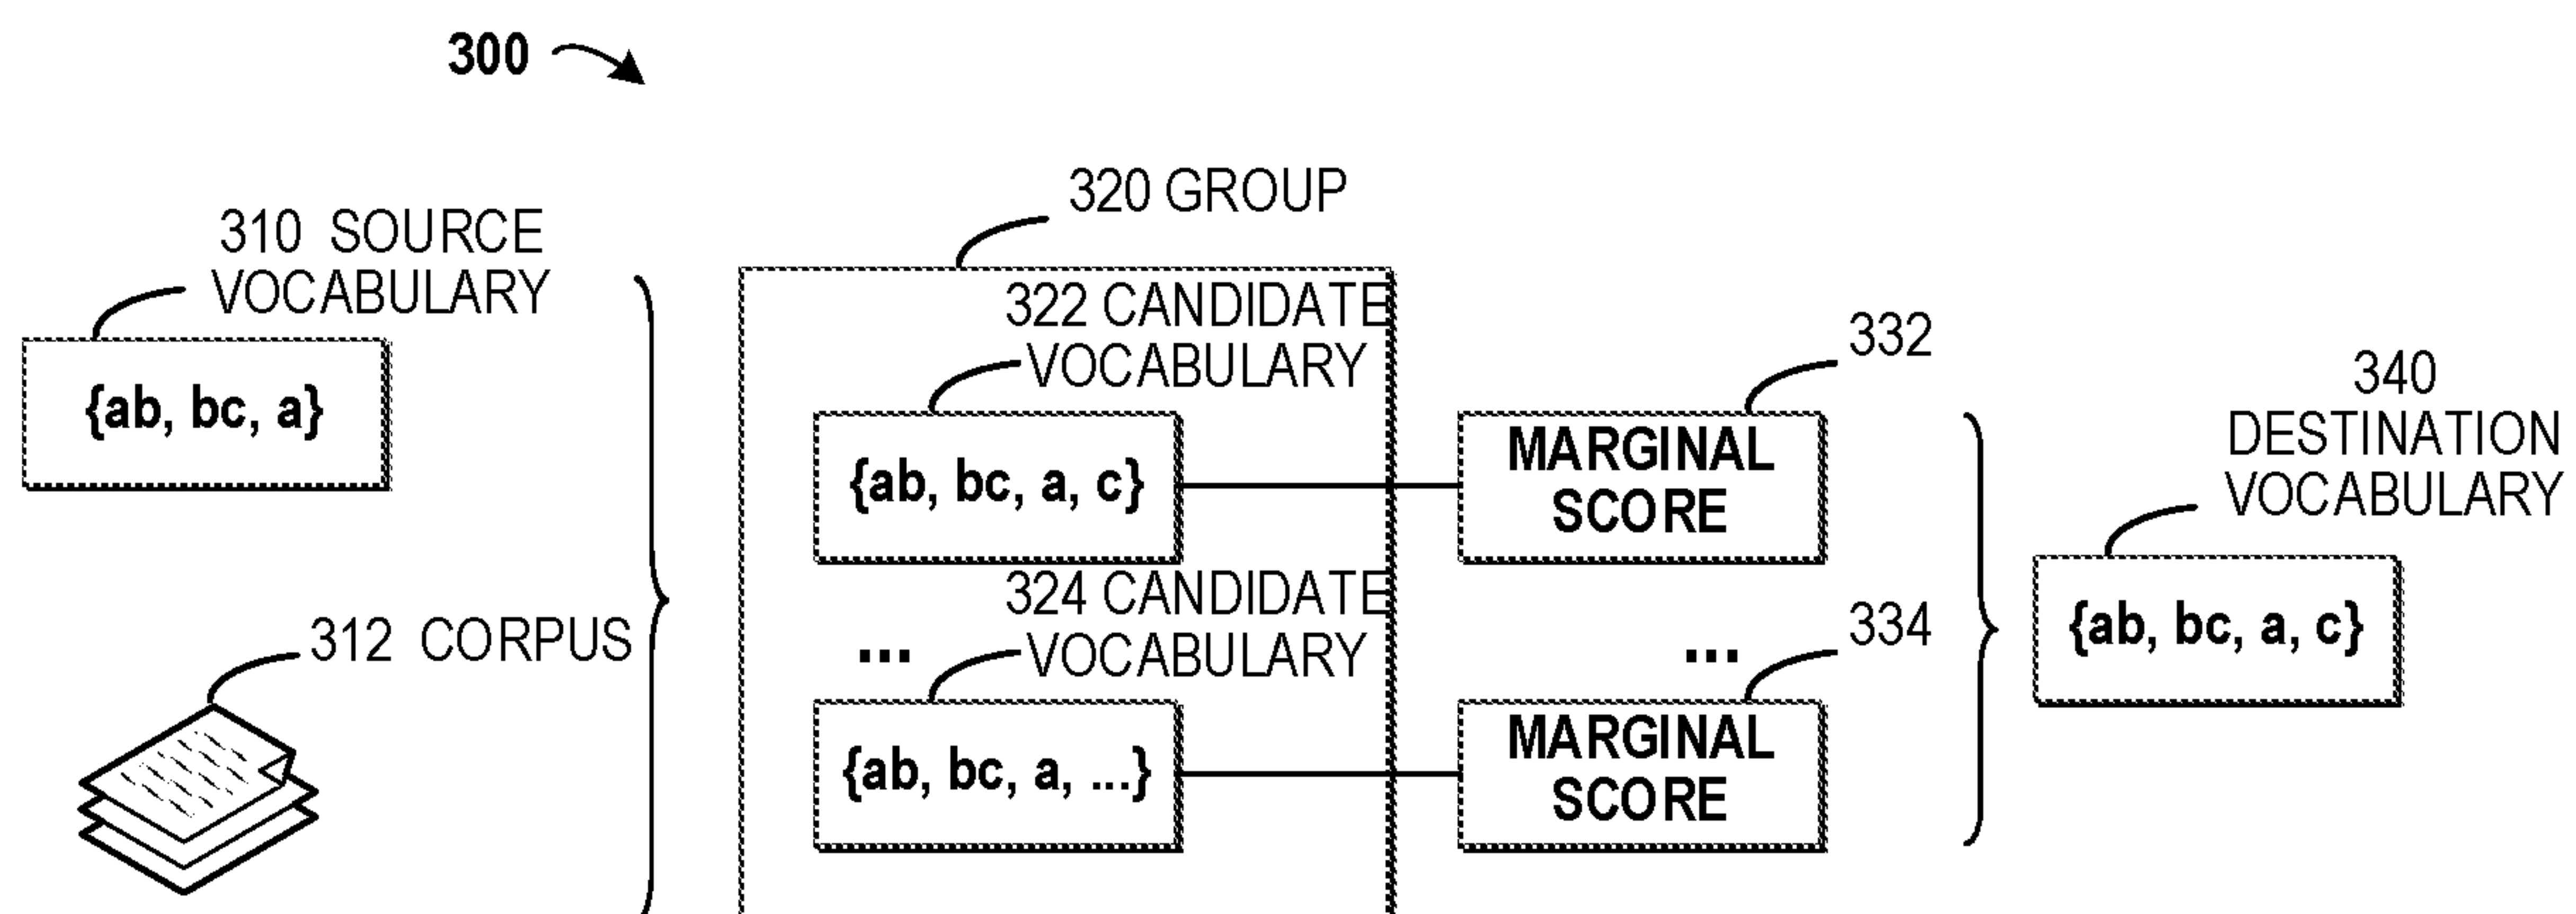 300
310 SOURCE
VOCABULARY
{ab, bc, a}
312 CORPUS
320 GROUP
322 CANDIDATE
VOCABULARY
{ab, bc, a, c}
324 CANDIDATE
... VOCABULARY
{ab, bc, a, ...}
332
MARGINAL
SCORE
334
...
MARGINAL
SCORE
340
DESTINATION
VOCABULARY
{ab, bc, a, c}